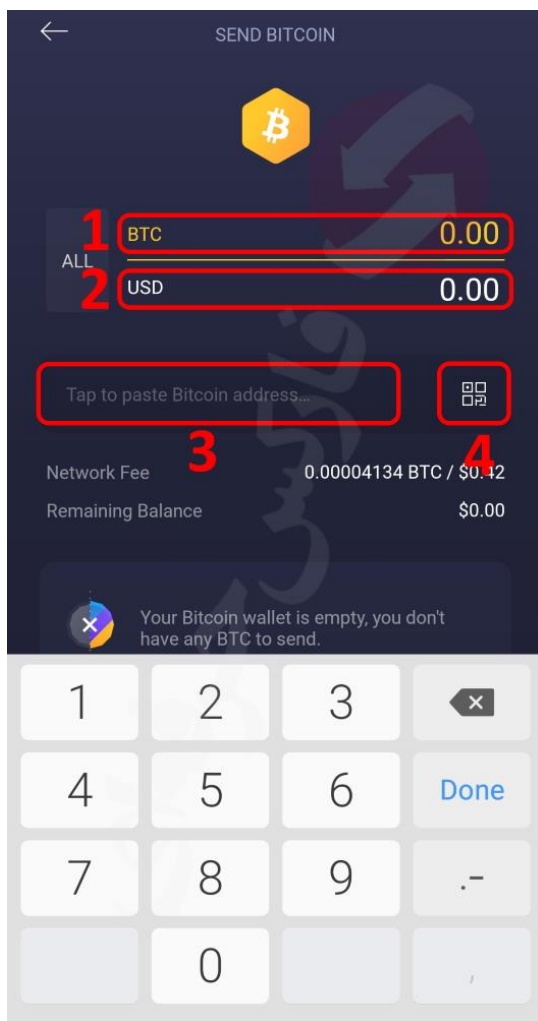 SEND BITCOIN
ALL
1
BTC 0.00
2
USD 0.00
Tap to paste Bitcoin address...
3
4
Network Fee 0.00004134 BTC / $0.42
Remaining Balance $0.00
Your Bitcoin wallet is empty, you don't
have any BTC to send.
1 2 3
4 5 6 Done
7 8 9 .-
0 ,